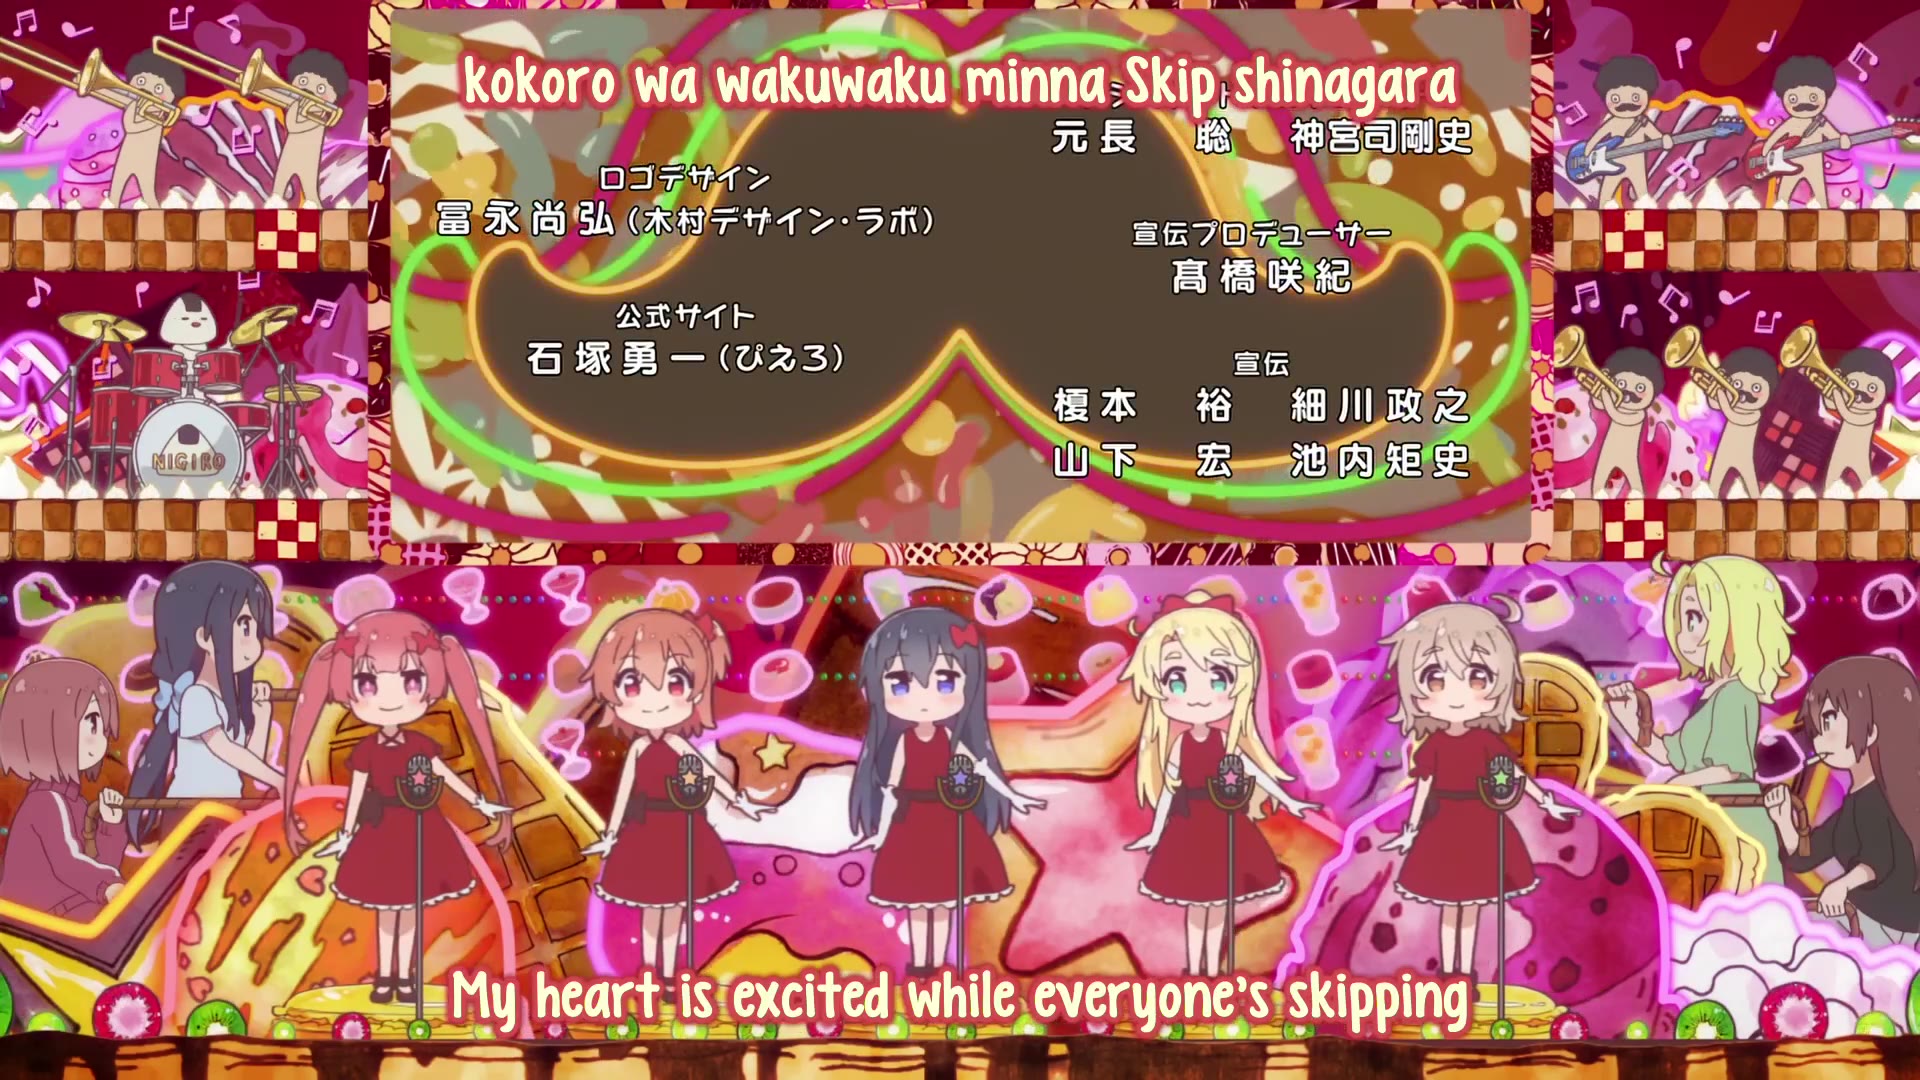 kokoro wa wakuwaku minna Skip shinagara
元長 聡 神宮司剛史
ロゴデザイン
冨永尚弘(木村デザイン・ラボ)
宣伝プロデューサー
髙橋咲紀
公式サイト
石塚勇一(ぴえろ)
宣伝
榎本 裕 細川政之
山下 宏 池内矩史
NIGIRO
My heart is excited while everyone's skipping